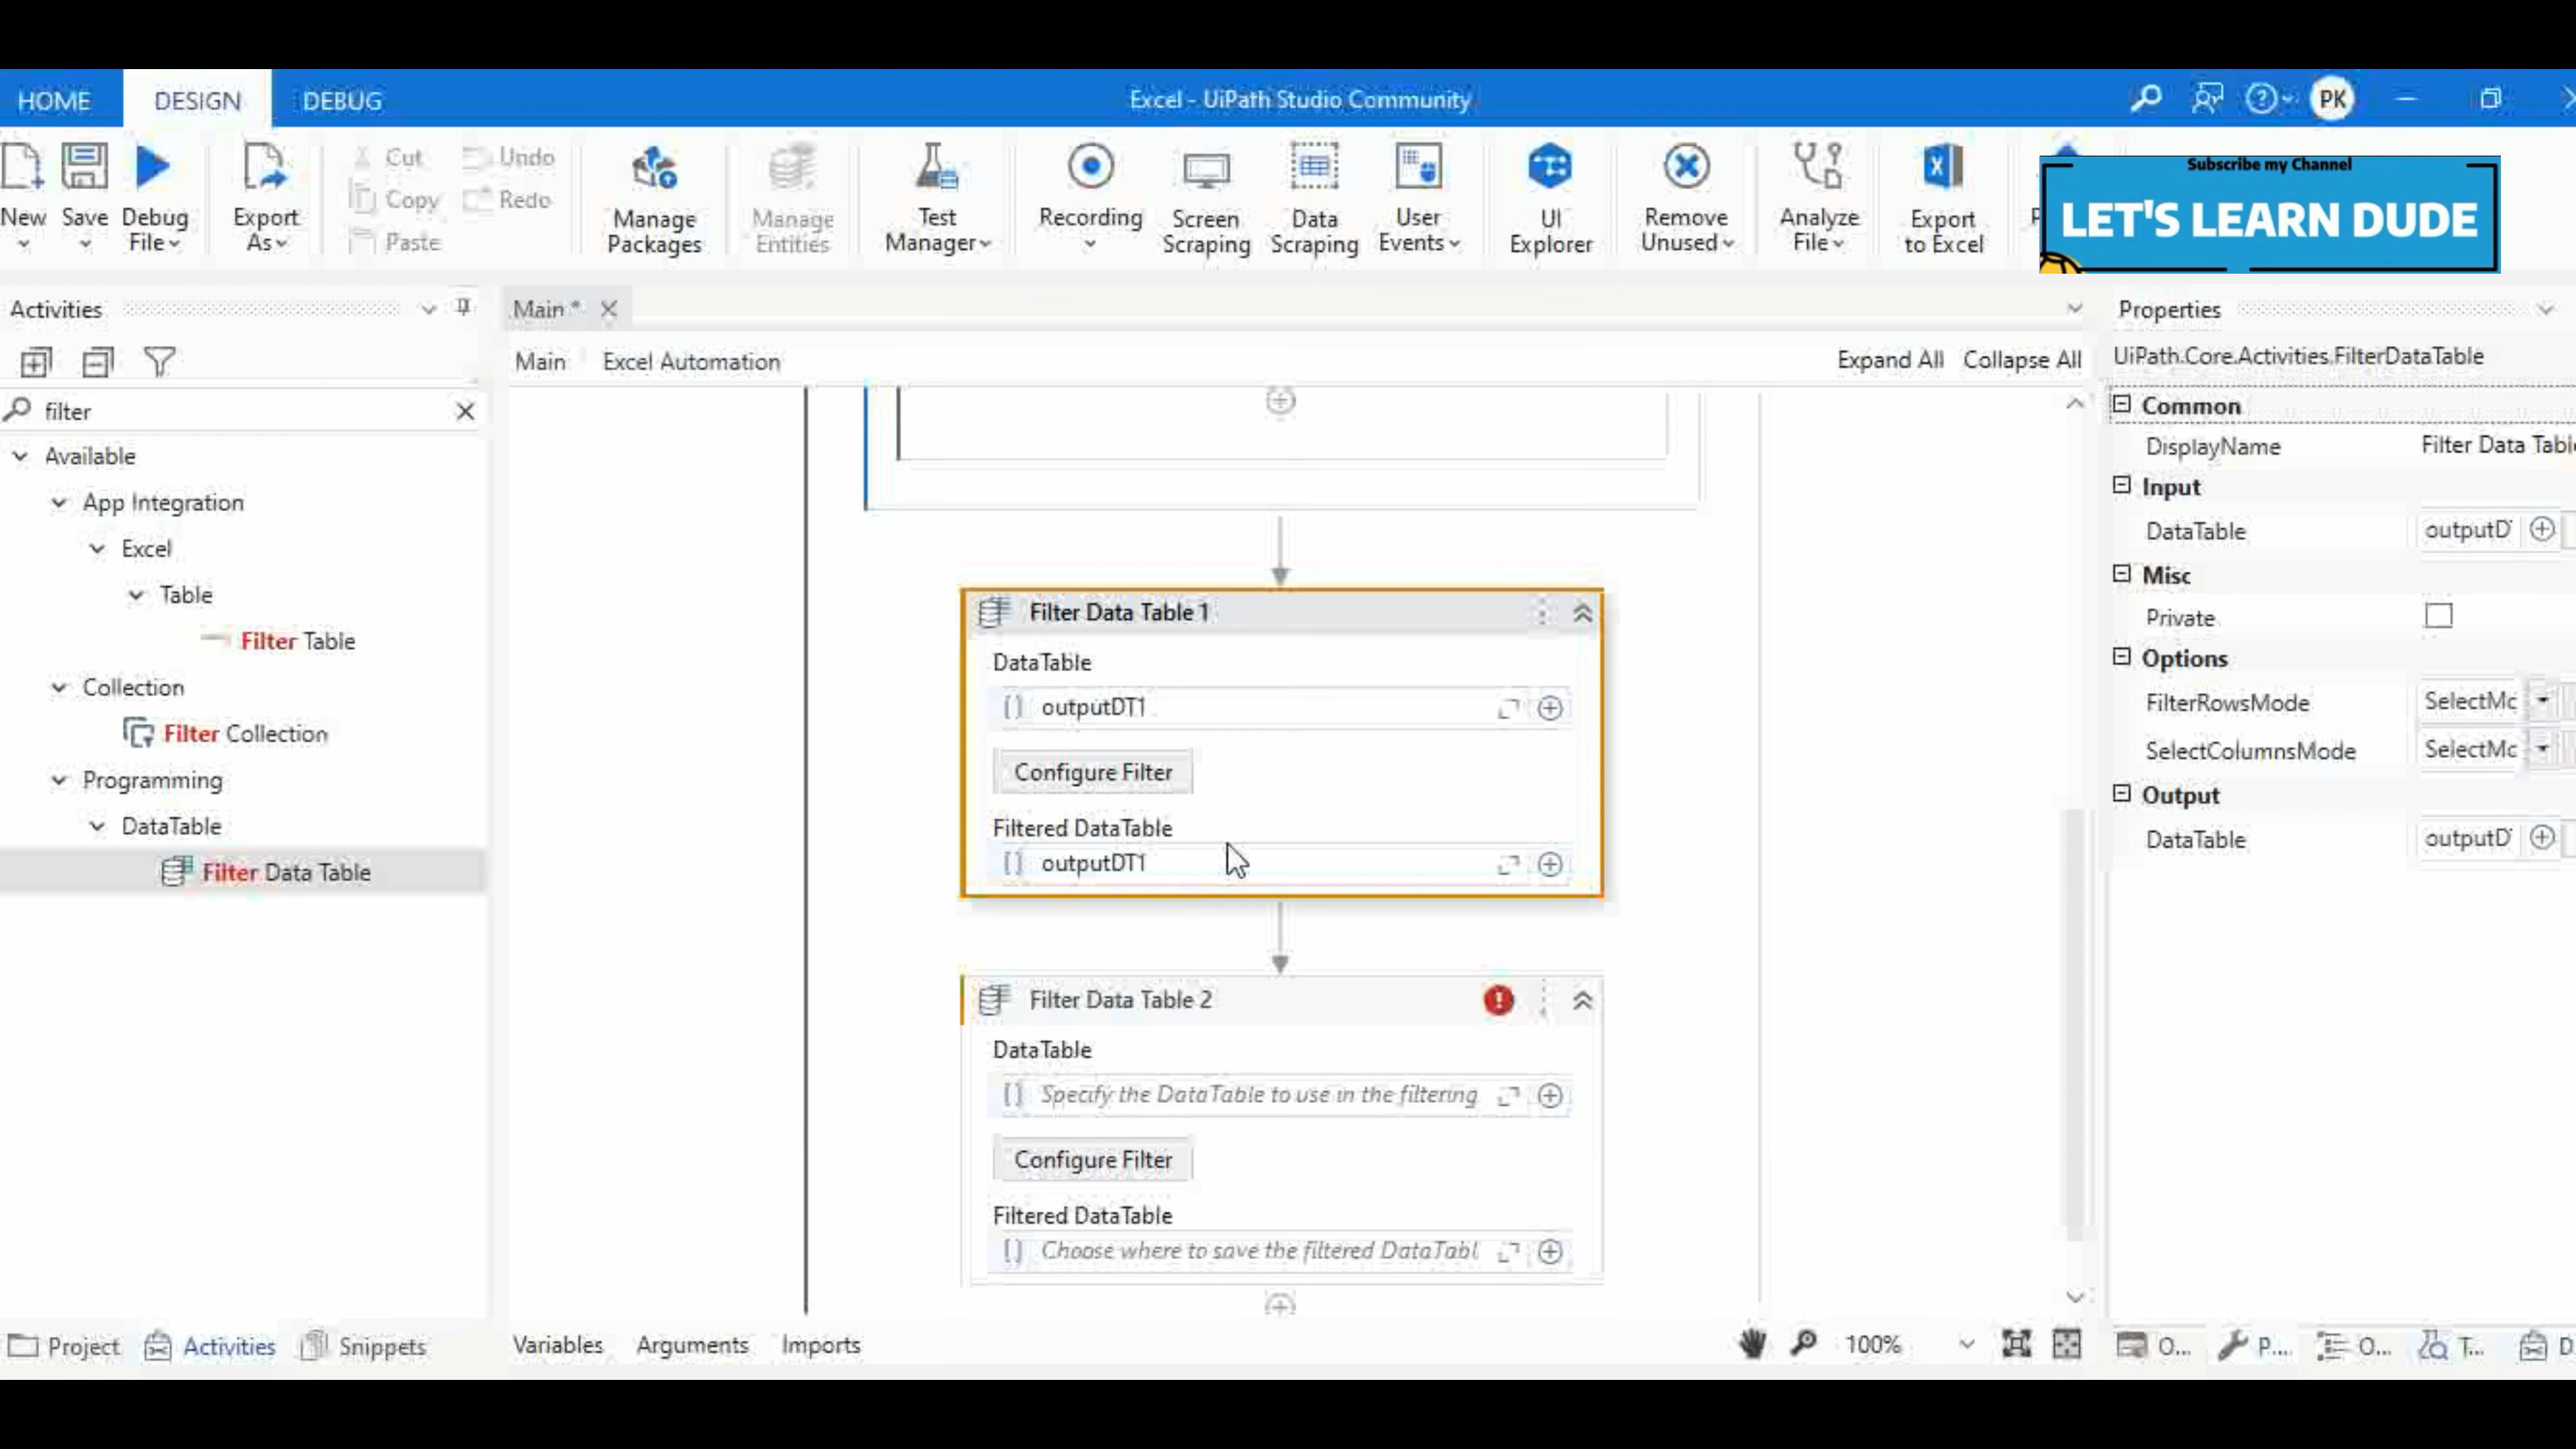 HOME DESIGN DEBUG
Excel - UiPath Studio Community
PK
New
Save
Debug
File
Export
As
Cut
Copy
Paste
Undo
Redo
Manage
Packages
Manage
Entities
Test
Manager
Recording
Screen
Scraping
Data
Scraping
User
Events
UI
Explorer
Remove
Unused
Analyze
File
Export
to Excel
Subscribe my Channel
LET'S LEARN DUDE
Activities
filter
Available
App Integration
Excel
Table
Filter Table
Collection
Filter Collection
Programming
DataTable
Filter Data Table
Main *
Main Excel Automation
Expand All Collapse All
Filter Data Table 1
DataTable
outputDT1
Configure Filter
Filtered DataTable
outputDT1
Filter Data Table 2
DataTable
Specify the DataTable to use in the filtering
Configure Filter
Filtered DataTable
Choose where to save the filtered DataTabl
Properties
UiPath.Core.Activities.FilterDataTable
Common
DisplayName Filter Data Tabl
Input
DataTable outputD
Misc
Private
Options
FilterRowsMode SelectMc
SelectColumnsMode SelectMc
Output
DataTable outputD
Project Activities Snippets
Variables Arguments Imports
100%
O... P... O... T... D